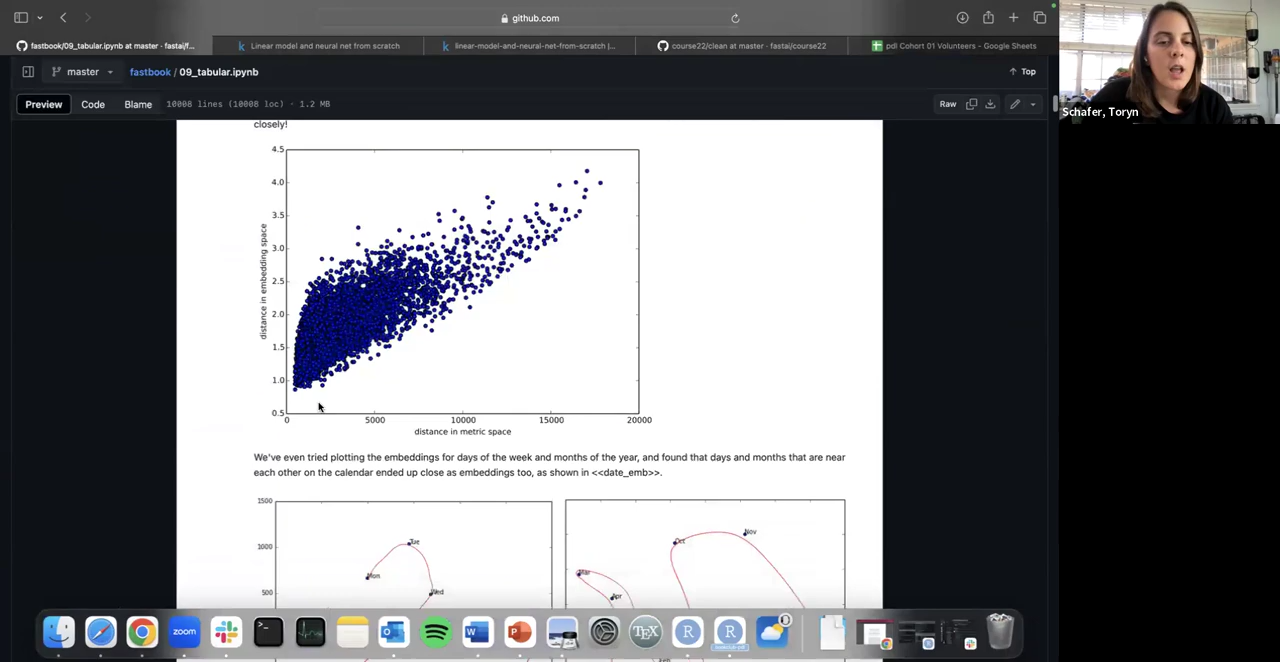 github.com
fastbook/09_tabular.ipynb at master · fastai/f...
Linear model and neural net from scratch
linear-model-and-neural-net-from-scratch |...
course22/clean at master · fastai/course22
pdl Cohort 01 Volunteers - Google Sheets
master
fastbook / 09_tabular.ipynb
Top
Preview
Code
Blame
10008 lines (10008 loc) · 1.2 MB
Raw
Schafer, Toryn
closely!
4.5
4.0
3.5
3.0
2.5
2.0
1.5
1.0
0.5
distance in embedding space
0
5000
10000
15000
20000
distance in metric space
We've even tried plotting the embeddings for days of the week and months of the year, and found that days and months that are near
each other on the calendar ended up close as embeddings too, as shown in <<date_emb>>.
1500
1000
500
Tue
Mon
Wed
Oct
Nov
Mar
Apr
zoom
TEX
R
R